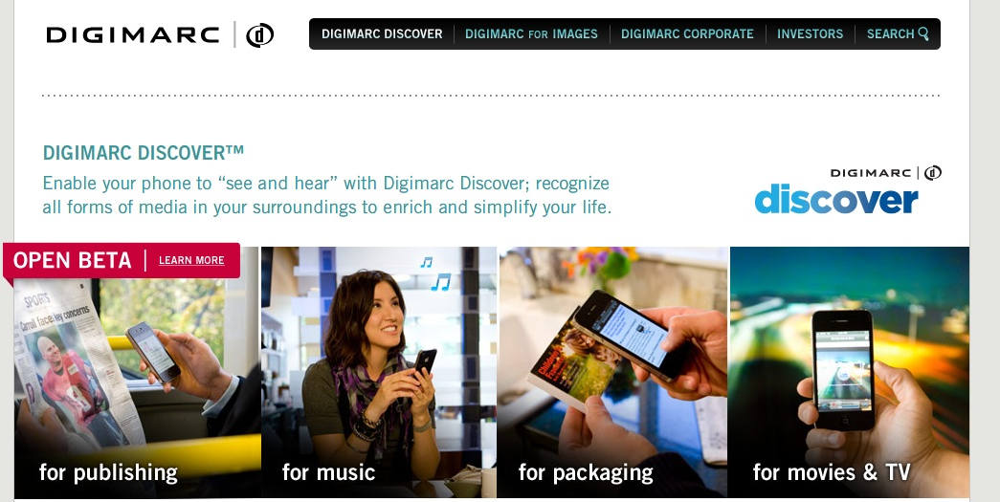 DIGIMARC
DIGIMARC DISCOVER
DIGIMARC FOR IMAGES
DIGIMARC CORPORATE
INVESTORS
SEARCH
DIGIMARC DISCOVER™
Enable your phone to “see and hear” with Digimarc Discover; recognize
all forms of media in your surroundings to enrich and simplify your life.
DIGIMARC
discover
OPEN BETA
LEARN MORE
SPORTS
key concerns
for publishing
for music
for packaging
for movies & TV